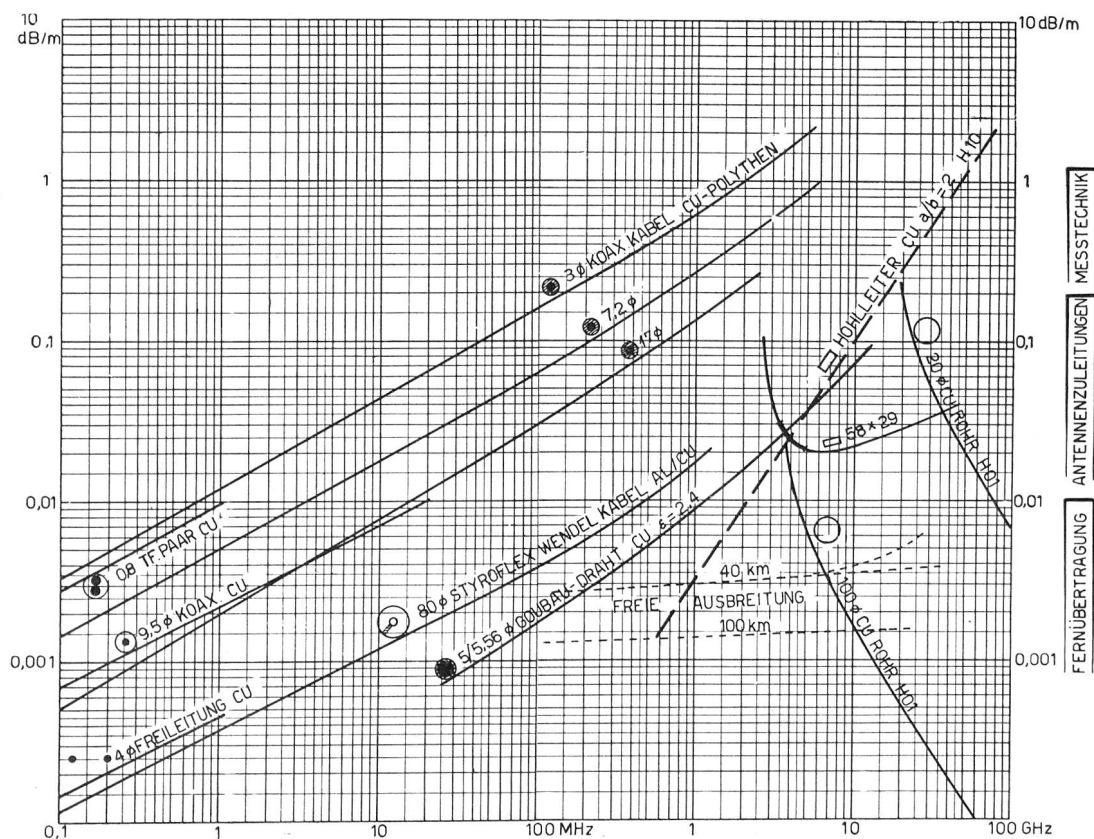 10
dB/m
10 dB/m
1
1
0,1
0,1
0,01
0,01
0,001
0,001
3 ø KOAX KABEL CU-POLYTHEN
7,2 ø
17 ø
HOHLLEITER CU a/b = 2 H10
20 ø CU ROHR H01
58 x 29
0,8 TF. PAAR CU
9,5 ø KOAX CU
80 ø STYROFLEX WENDEL KABEL AL/CU
5/5,56 ø GOUBAU-DRAHT CU ε = 2,4
40 km
FREIE AUSBREITUNG
100 km
100 ø CU ROHR H01
4 ø FREILEITUNG CU
0,1
1
10
100 MHz
1
10
100 GHz
MESSTECHNIK
ANTENNENZULEITUNGEN
FERNÜBERTRAGUNG